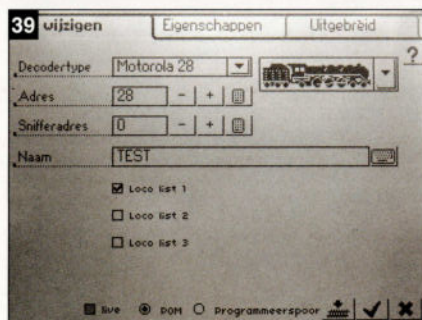 39 wijzigen Eigenschappen Uitgebreid
?
Decodertype Motorola 28
Adres 28 - +
Snifferadres 0 - +
Naam TEST
Loco list 1
Loco list 2
Loco list 3
live POM Programmeerspoor